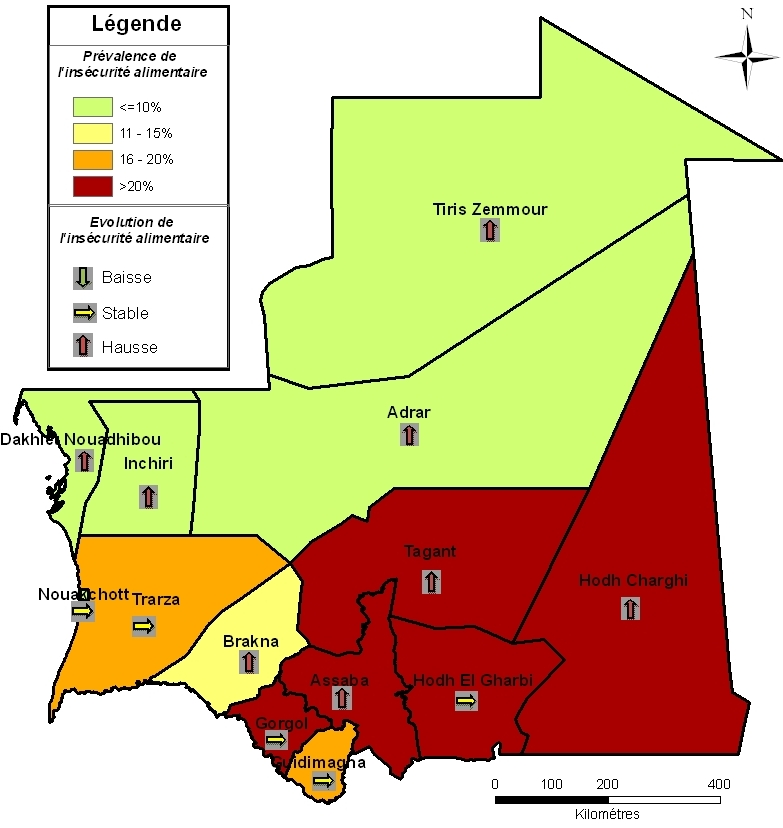 Légende
Prévalence de
l'insécurité alimentaire
<=10%
11 - 15%
16 - 20%
>20%
Evolution de
l'insécurité alimentaire
Baisse
Stable
Hausse
N
Tiris Zemmour
Adrar
Dakhlet Nouadhibou
Inchiri
Tagant
Hodh Charghi
Nouakchott
Trarza
Brakna
Assaba
Hodh El Gharbi
Gorgol
Guidimagha
0 100 200 400
Kilométres